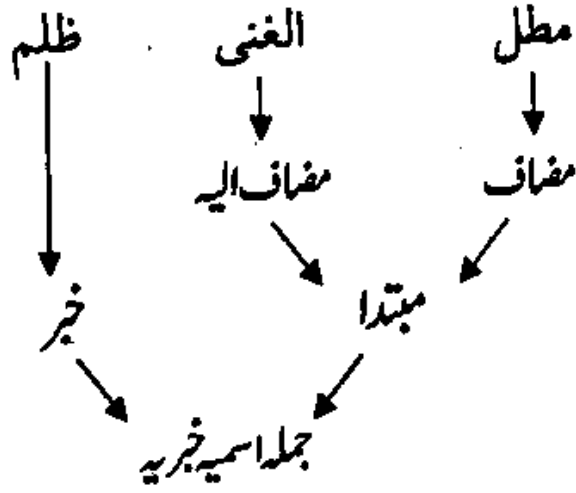 مطل الغنی ظلم
مضاف مضاف الیہ
مبتدا خبر
جملہ اسمیہ خبریہ